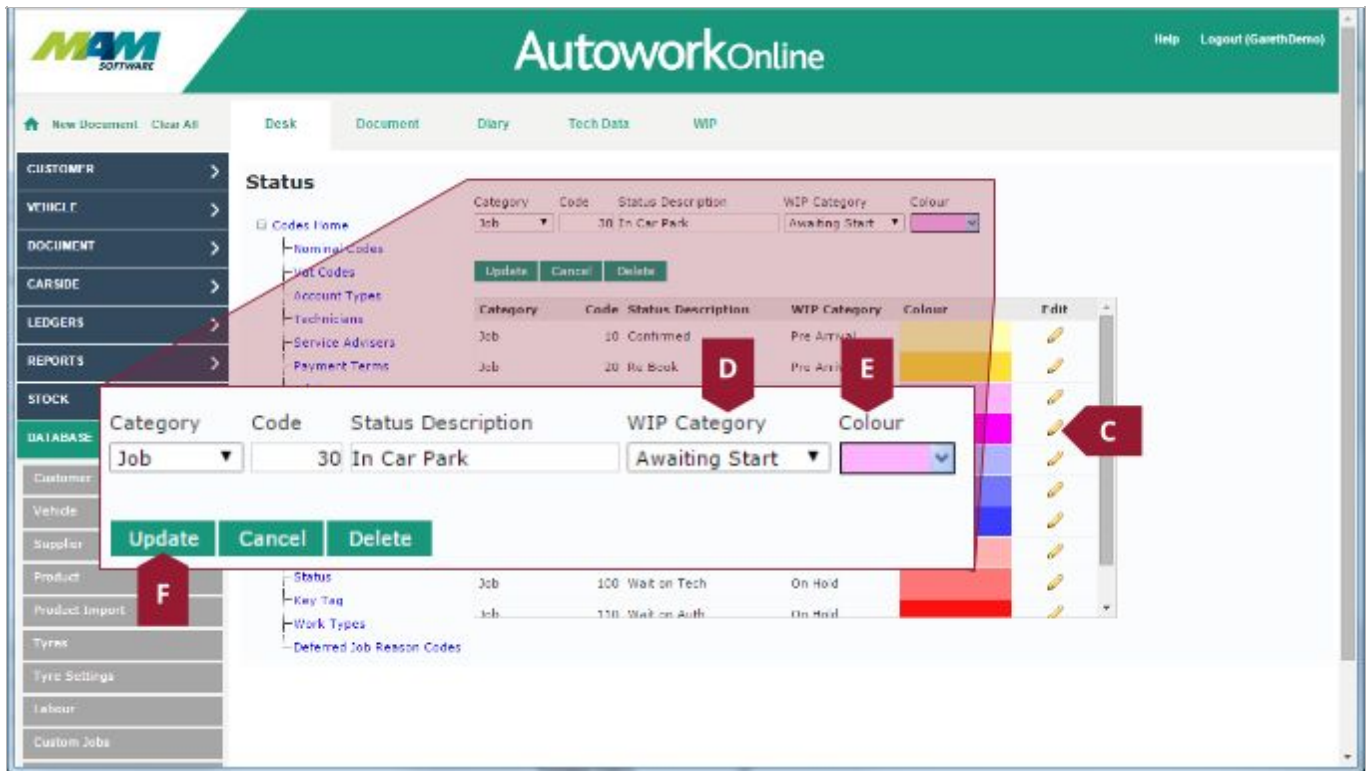 MAM
SOFTWARE
AutoworkOnline
Help Logout (GarethDemo)
New Document Clear All
Desk Document Diary Tech Data WIP
CUSTOMER
VEHICLE
DOCUMENT
CARSIDE
LEDGERS
REPORTS
STOCK
DATABASE
Customer
Vehicle
Supplier
Product
Product Import
Tyres
Tyre Settings
Labour
Custom Jobs
Status
Codes Home
Nominal Codes
Vat Codes
Account Types
Technicians
Service Advisers
Payment Terms
Status
Key Tag
Work Types
Deferred Job Reason Codes
Category Code Status Description WIP Category Colour
Job 30 In Car Park Awaiting Start
Update Cancel Delete
Category Code Status Description WIP Category Colour Edit
Job 10 Confirmed Pre Arrival
Job 20 Re Book Pre Arri
D E
C
Category Code Status Description WIP Category Colour
Job 30 In Car Park Awaiting Start
Update Cancel Delete
F
Job 100 Wait on Tech On Hold
Job 110 Wait on Auth On Hold